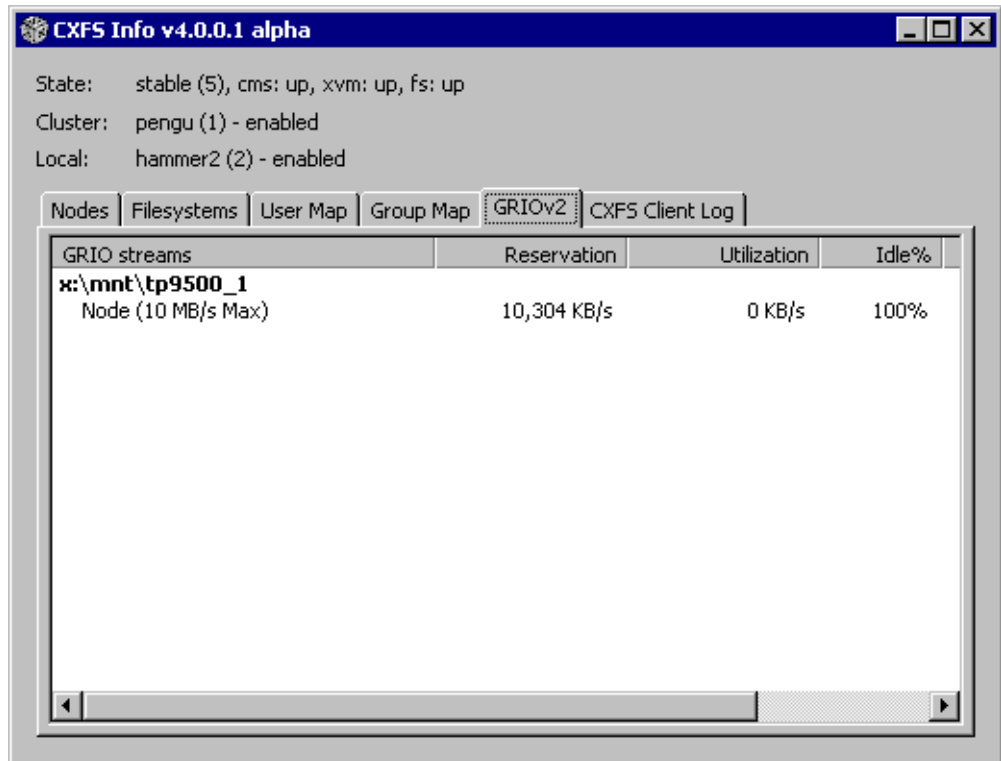 CXFS Info v4.0.0.1 alpha
State: stable (5), cms: up, xvm: up, fs: up
Cluster: pengu (1) - enabled
Local: hammer2 (2) - enabled
Nodes Filesystems User Map Group Map GRIOv2 CXFS Client Log
GRIO streams Reservation Utilization Idle%
x:\mnt\tp9500_1
Node (10 MB/s Max) 10,304 KB/s 0 KB/s 100%